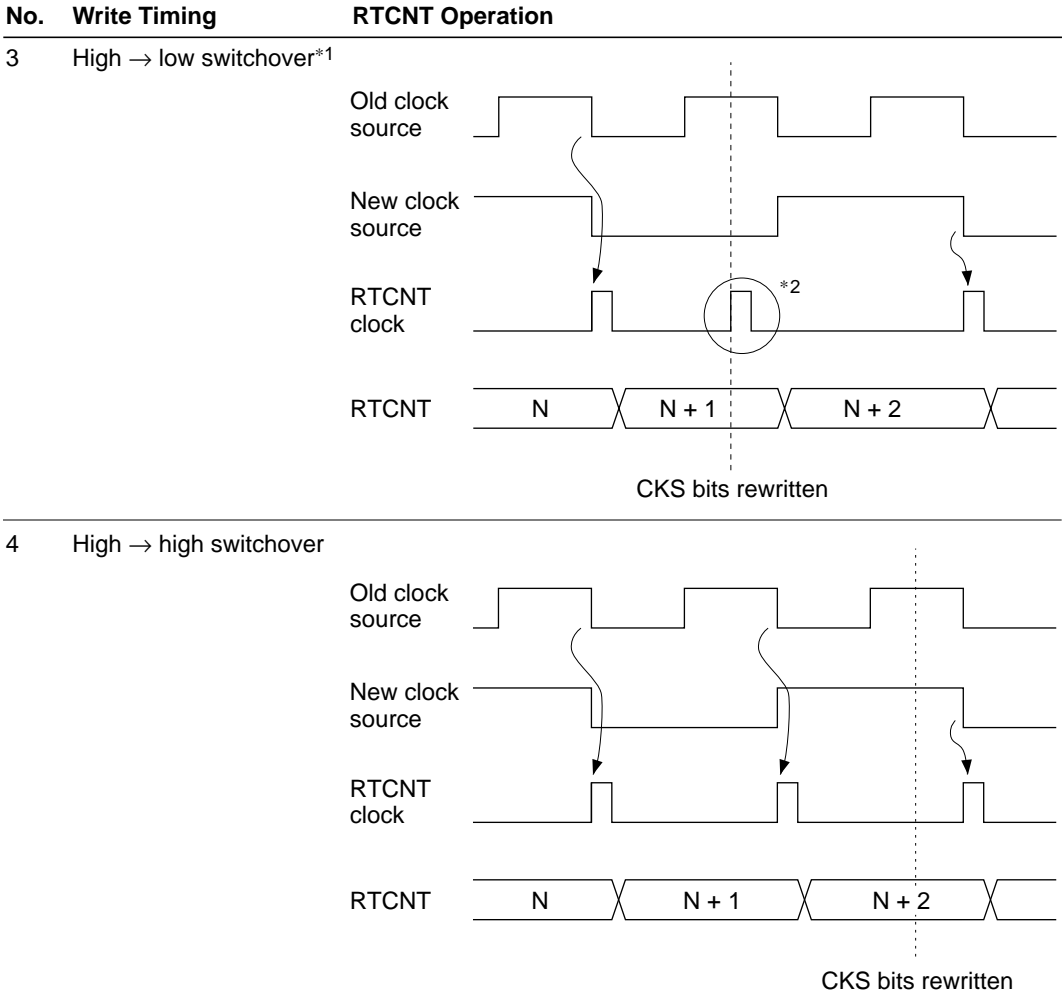 No. Write Timing RTCNT Operation
3 High → low switchover*1
Old clock
source
New clock
source
RTCNT
clock
*2
RTCNT N N + 1 N + 2
CKS bits rewritten
4 High → high switchover
Old clock
source
New clock
source
RTCNT
clock
RTCNT N N + 1 N + 2
CKS bits rewritten